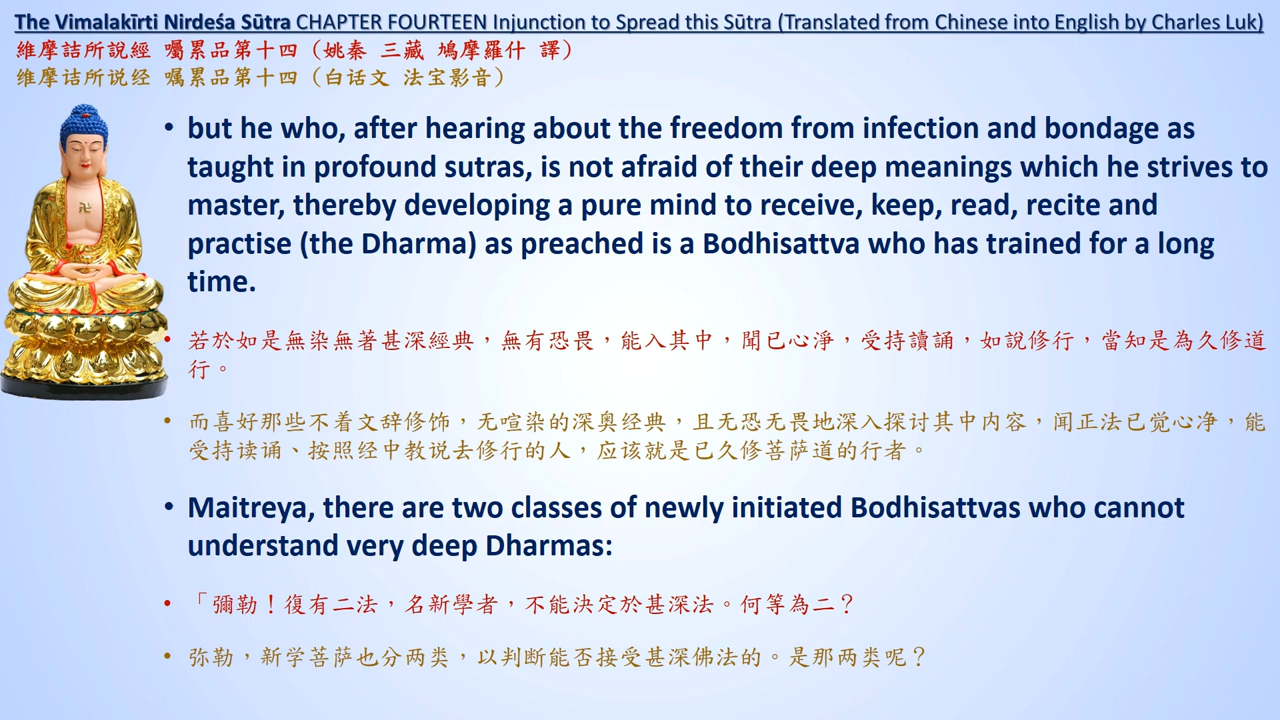 The Vimalakīrti Nirdeśa Sūtra CHAPTER FOURTEEN Injunction to Spread this Sūtra (Translated from Chinese into English by Charles Luk)
維摩詰所說經 囑累品第十四（姚秦 三藏 鳩摩羅什 譯）
维摩诘所说经 嘱累品第十四（白话文 法宝影音）
• but he who, after hearing about the freedom from infection and bondage as
taught in profound sutras, is not afraid of their deep meanings which he strives to
master, thereby developing a pure mind to receive, keep, read, recite and
practise (the Dharma) as preached is a Bodhisattva who has trained for a long
time.
• 若於如是無染無著甚深經典，無有恐畏，能入其中，聞已心淨，受持讀誦，如說修行，當知是為久修道
行。
• 而喜好那些不着文辞修饰，无喧染的深奥经典，且无恐无畏地深入探讨其中内容，闻正法已觉心净，能
受持读诵、按照经中教说去修行的人，应该就是已久修菩萨道的行者。
• Maitreya, there are two classes of newly initiated Bodhisattvas who cannot
understand very deep Dharmas:
• 「彌勒！復有二法，名新學者，不能決定於甚深法。何等為二？
• 弥勒，新学菩萨也分两类，以判断能否接受甚深佛法的。是那两类呢？